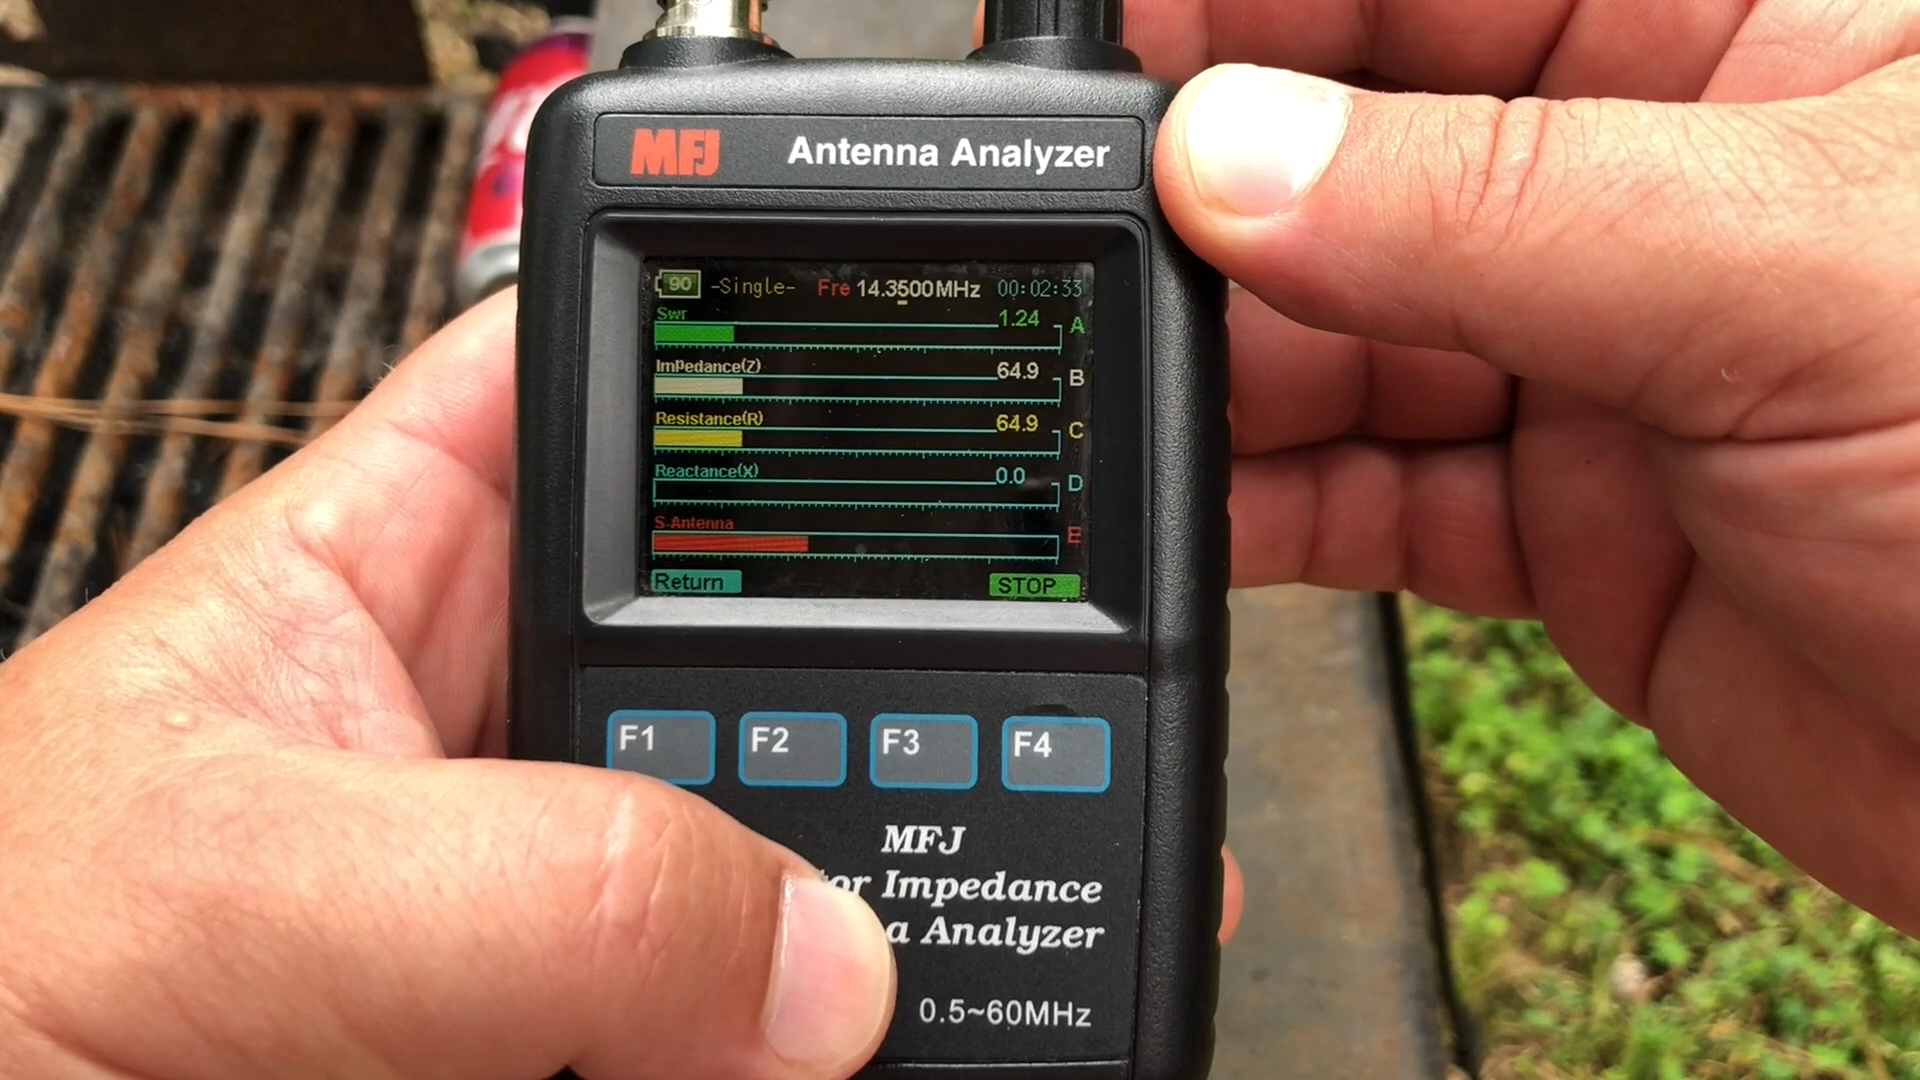 MFJ Antenna Analyzer
90 -Single- Fre 14.3500MHz 00:02:33
Swr 1.24 A
Impedance(Z) 64.9 B
Resistance(R) 64.9 C
Reactance(X) 0.0 D
S-Antenna E
Return STOP
F1 F2 F3 F4
MFJ
or Impedance
a Analyzer
0.5~60MHz